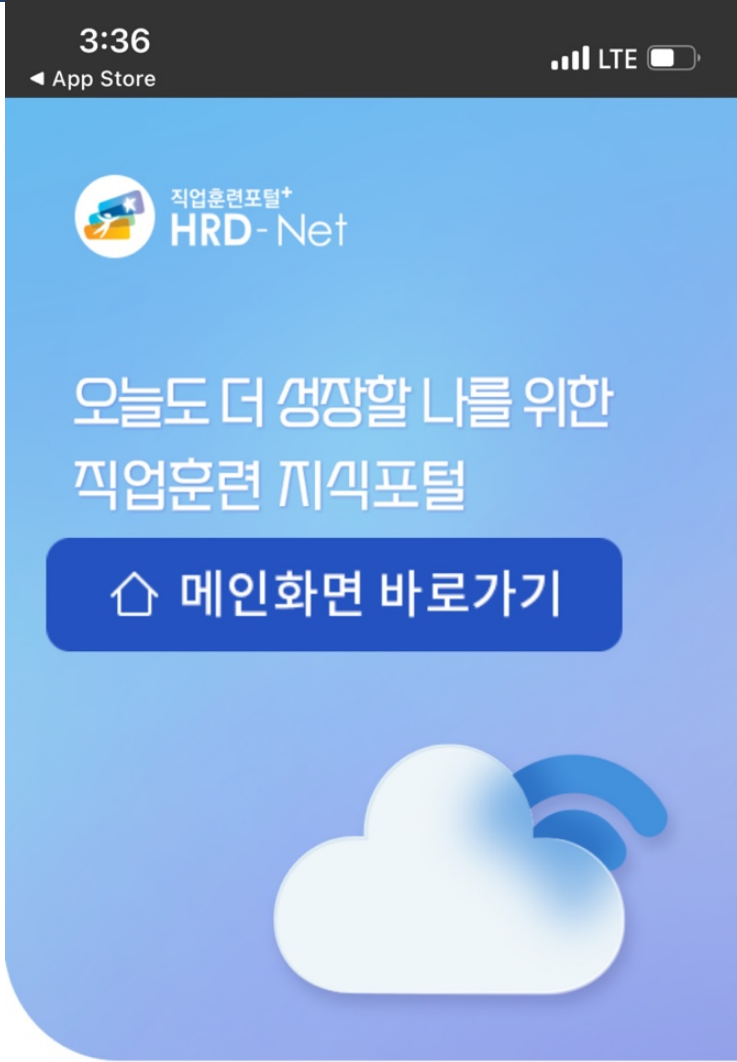 3:36
LTE
◀ App Store
직업훈련포털+
HRD-Net
오늘도 더 성장할 나를 위한
직업훈련 지식포털
메인화면 바로가기